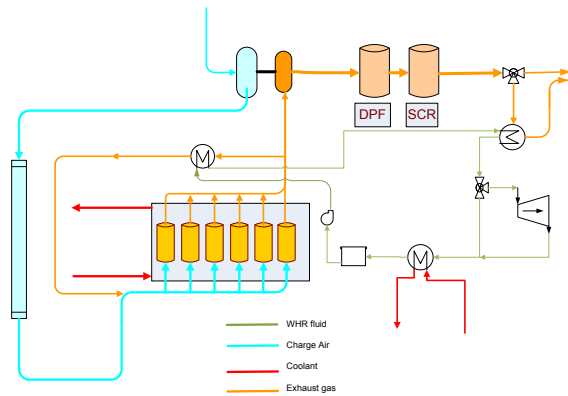 DPF SCR
WHR fluid
Charge Air
Coolant
Exhaust gas